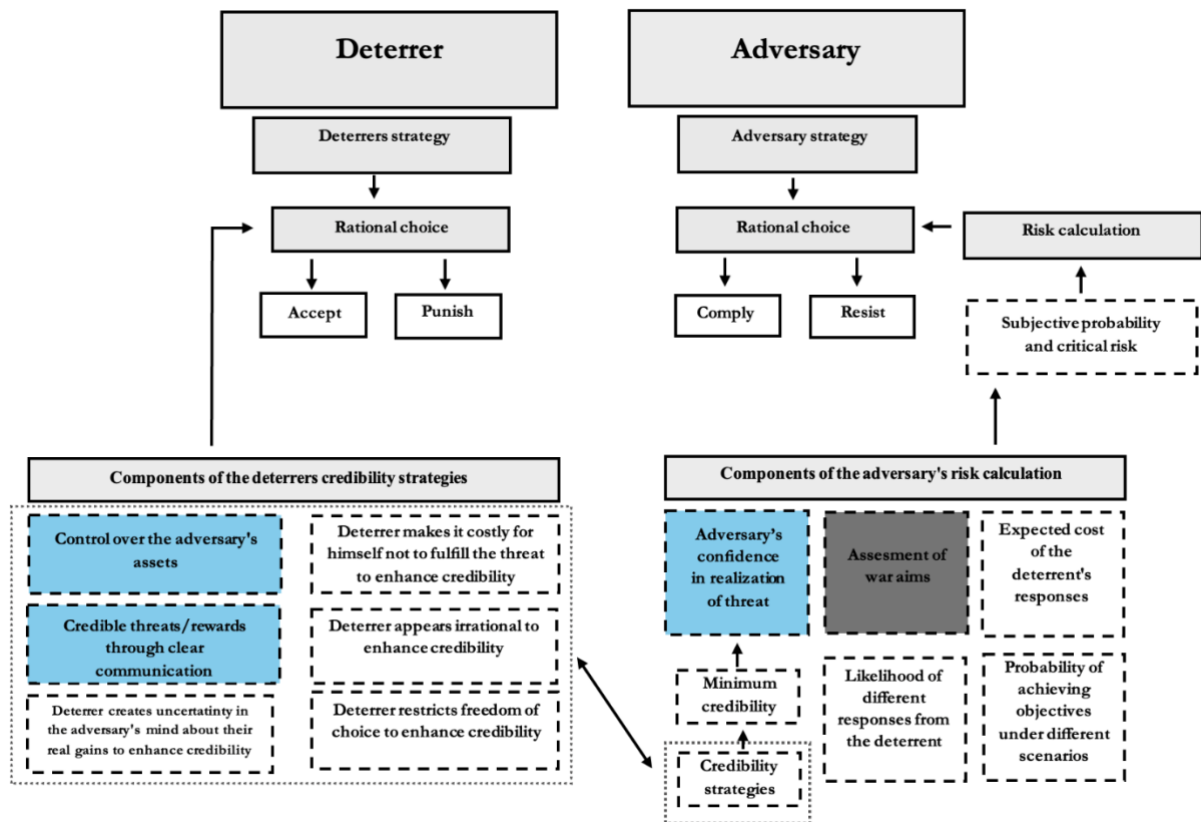 Deterrer
Adversary
Deterrers strategy
Adversary strategy
Rational choice
Rational choice
Risk calculation
Accept
Punish
Comply
Resist
Subjective probability
and critical risk
Components of the deterrers credibility strategies
Control over the adversary's
assets
Deterrer makes it costly for
himself not to fulfill the threat
to enhance credibility
Credible threats/rewards
through clear
communication
Deterrer appears irrational to
enhance credibility
Deterrer creates uncertainty in
the adversary's mind about their
real gains to enhance credibility
Deterrer restricts freedom of
choice to enhance credibility
Components of the adversary's risk calculation
Adversary's
confidence
in realization
of threat
Assesment of
war aims
Expected cost
of the
deterrent's
responses
Minimum
credibility
Likelihood of
different
responses from
the deterrent
Probability of
achieving
objectives
under different
scenarios
Credibility
strategies